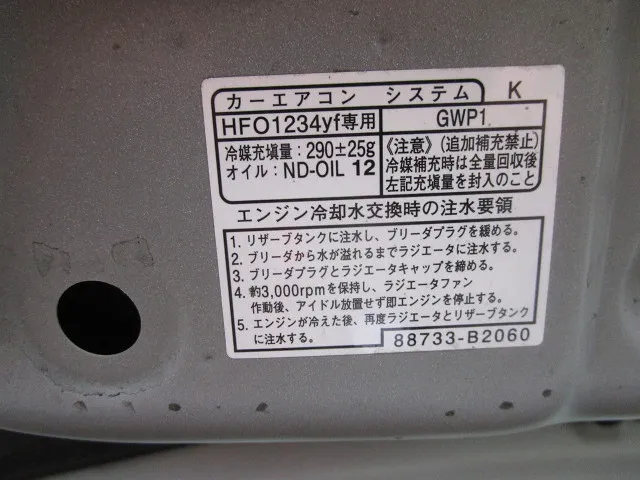 カーエアコン システム K
HFO1234yf専用 GWP1
冷媒充填量：290±25g
オイル：ND-OIL 12
《注意》（追加補充禁止）
冷媒補充時は全量回収後
左記充填量を封入のこと
エンジン冷却水交換時の注水要領
1. リザーブタンクに注水し、ブリーダプラグを緩める。
2. ブリーダから水が溢れるまでラジエータに注水する。
3. ブリーダプラグとラジエータキャップを締める。
4. 約3,000rpmを保持し、ラジエータファン
作動後、アイドル放置せず即エンジンを停止する。
5. エンジンが冷えた後、再度ラジエータとリザーブタンク
に注水する。
88733-B2060